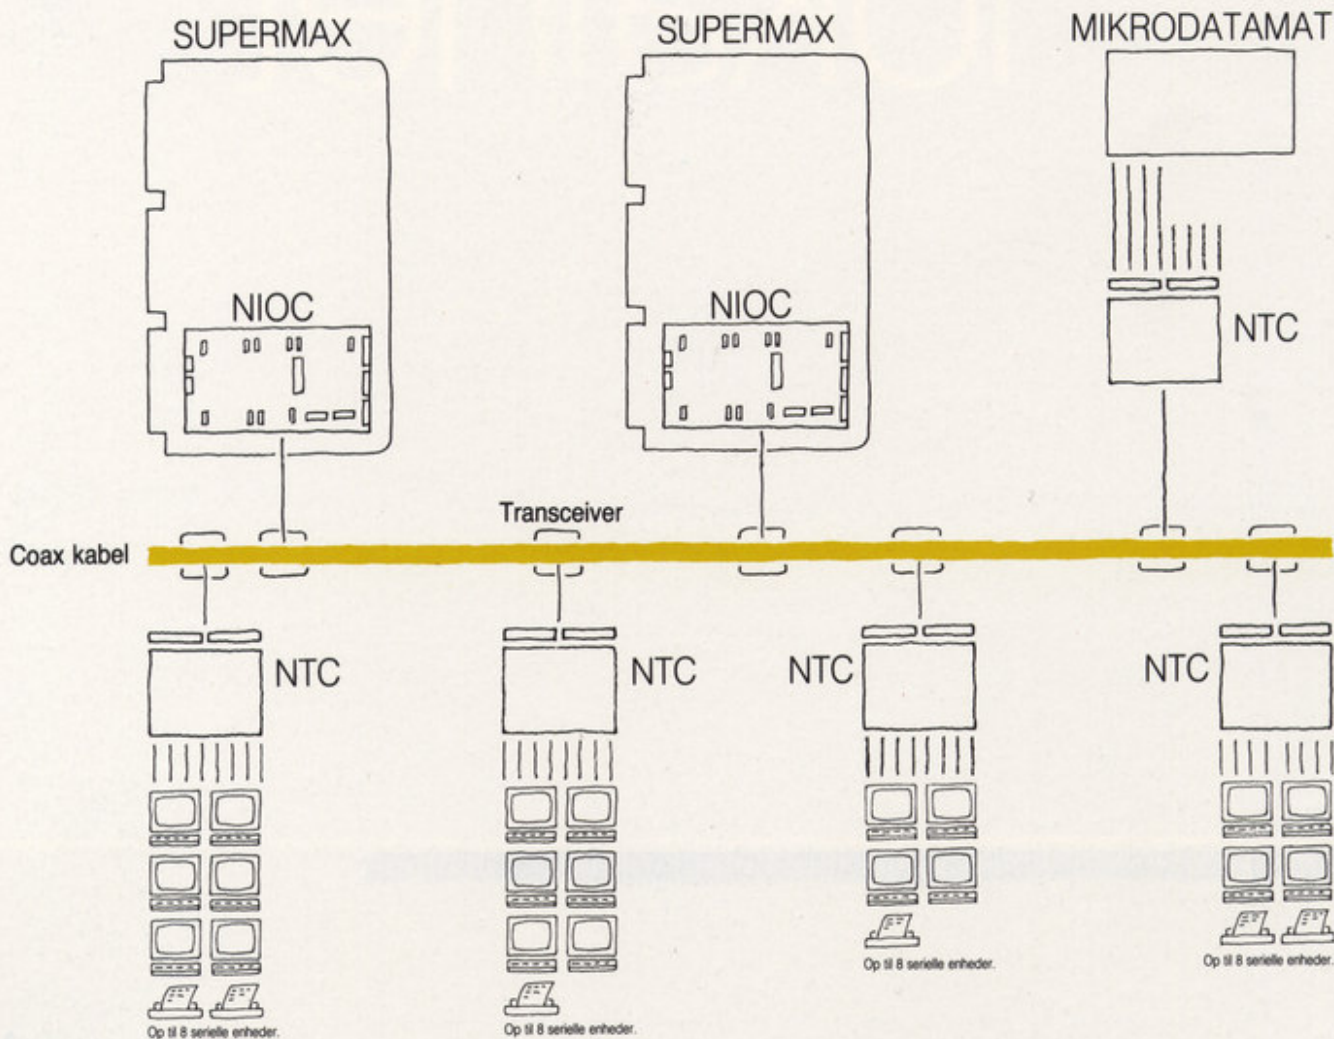 SUPERMAX
SUPERMAX
MIKRODATAMAT
NIOC
NIOC
NTC
Transceiver
Coax kabel
NTC
NTC
NTC
NTC
Op til 8 serielle enheder.
Op til 8 serielle enheder.
Op til 8 serielle enheder.
Op til 8 serielle enheder.